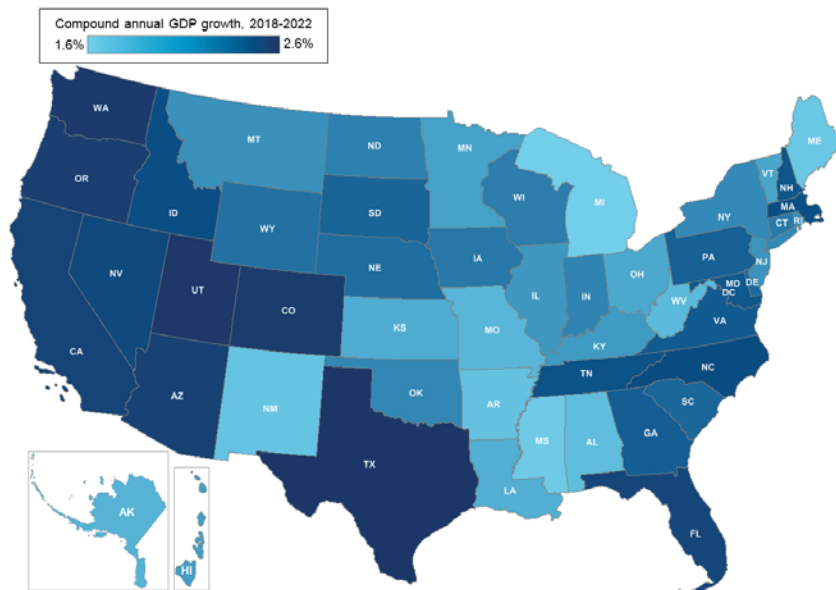 Compound annual GDP growth, 2018-2022
1.6% 2.6%
WA
MT
ND
MN
ME
OR
ID
WY
SD
WI
MI
VT
NH
NY
MA
CT
RI
NV
UT
CO
NE
IA
IL
IN
OH
PA
NJ
MD
DE
DC
WV
VA
CA
AZ
NM
KS
MO
KY
OK
AR
TN
NC
SC
TX
LA
MS
AL
GA
FL
AK
HI